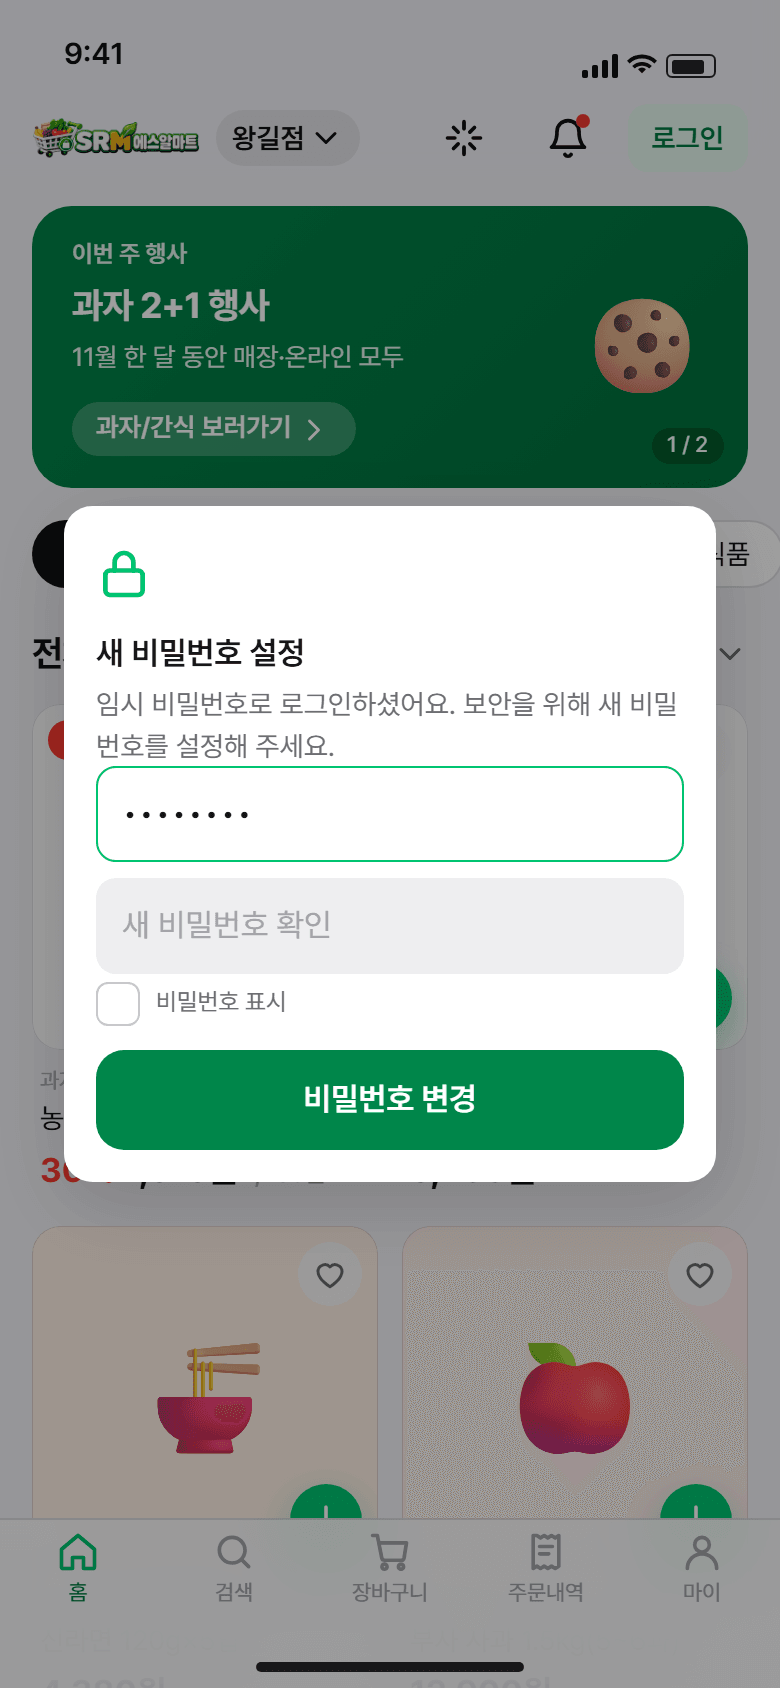 9:41
SRM 에스알마트
왕길점
로그인
이번 주 행사
과자 2+1 행사
11월 한 달 동안 매장·온라인 모두
과자/간식 보러가기
1 / 2
새 비밀번호 설정
임시 비밀번호로 로그인하셨어요. 보안을 위해 새 비밀
번호를 설정해 주세요.
새 비밀번호 확인
비밀번호 표시
비밀번호 변경
홈
검색
장바구니
주문내역
마이